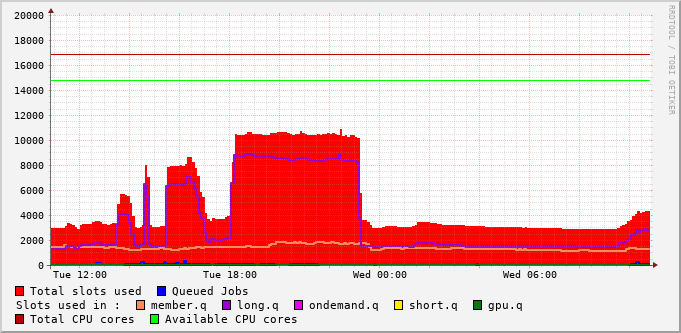 20000
18000
16000
14000
12000
10000
8000
6000
4000
2000
0
Tue 12:00 Tue 18:00 Wed 00:00 Wed 06:00
RRDTOOL / TOBI OETIKER
Total slots used Queued Jobs
Slots used in : member.q long.q ondemand.q short.q gpu.q
Total CPU cores Available CPU cores